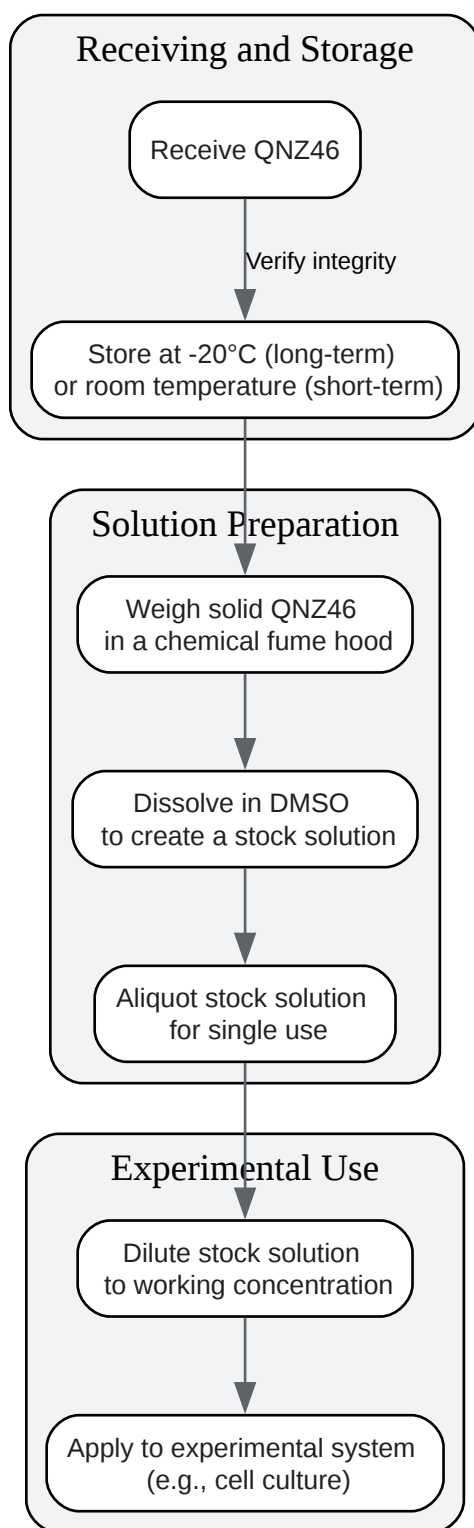 Receiving and Storage
Receive QNZ46
Verify integrity
Store at -20°C (long-term)
or room temperature (short-term)
Solution Preparation
Weigh solid QNZ46
in a chemical fume hood
Dissolve in DMSO
to create a stock solution
Aliquot stock solution
for single use
Experimental Use
Dilute stock solution
to working concentration
Apply to experimental system
(e.g., cell culture)